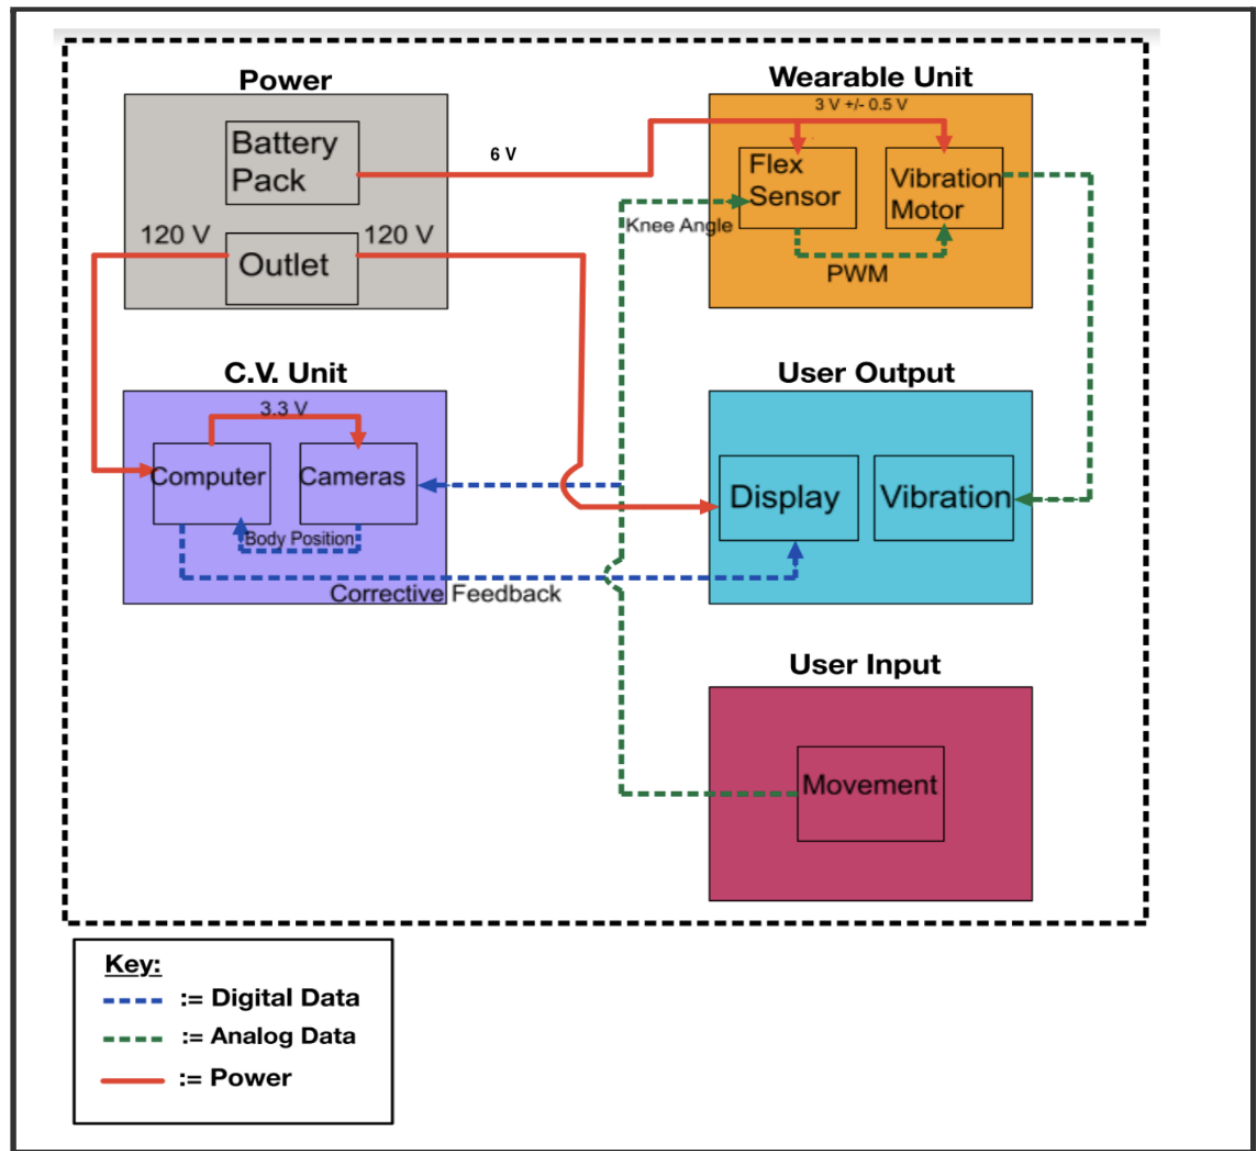 Power
Battery
Pack
6 V
120 V
120 V
Outlet
Wearable Unit
3 V +/- 0.5 V
Flex
Sensor
Vibration
Motor
Knee Angle
PWM
C.V. Unit
3.3 V
Computer
Cameras
Body Position
Corrective Feedback
User Output
Display
Vibration
User Input
Movement
Key:
:= Digital Data
:= Analog Data
:= Power